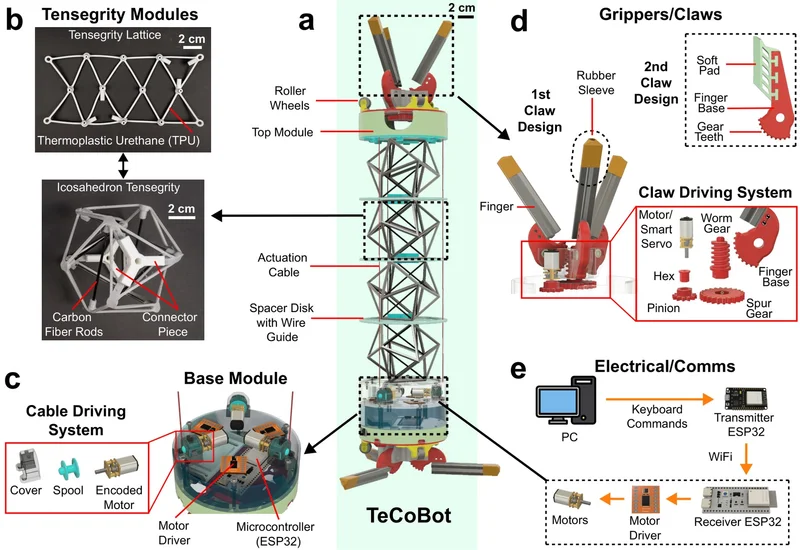 b
Tensegrity Modules
Tensegrity Lattice
2 cm
Thermoplastic Urethane (TPU)
Icosahedron Tensegrity
2 cm
Carbon
Fiber Rods
Connector
Piece
a
2 cm
Roller
Wheels
Top Module
Actuation
Cable
Spacer Disk
with Wire
Guide
TeCoBot
c
Base Module
Cable Driving
System
Cover
Spool
Encoded
Motor
Motor
Driver
Microcontroller
(ESP32)
d
Grippers/Claws
1st
Claw
Design
Rubber
Sleeve
Finger
2nd
Claw
Design
Soft
Pad
Finger
Base
Gear
Teeth
Claw Driving System
Motor/
Smart
Servo
Worm
Gear
Hex
Pinion
Spur
Gear
Finger
Base
e
Electrical/Comms
PC
Keyboard
Commands
Transmitter
ESP32
WiFi
Motors
Motor
Driver
Receiver ESP32